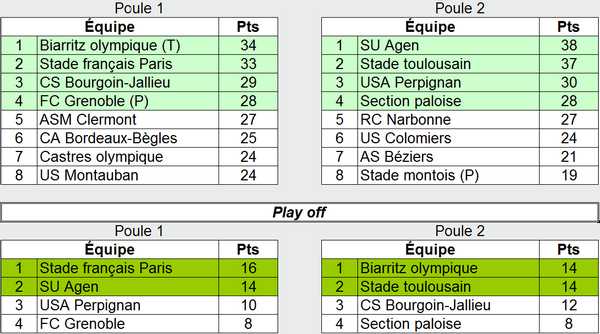 Poule 1 Poule 2
Équipe Pts Équipe Pts
1 Biarritz olympique (T) 34 1 SU Agen 38
2 Stade français Paris 33 2 Stade toulousain 37
3 CS Bourgoin-Jallieu 29 3 USA Perpignan 30
4 FC Grenoble (P) 28 4 Section paloise 28
5 ASM Clermont 27 5 RC Narbonne 27
6 CA Bordeaux-Bègles 25 6 US Colomiers 24
7 Castres olympique 24 7 AS Béziers 21
8 US Montauban 24 8 Stade montois (P) 19
Play off
Poule 1 Poule 2
Équipe Pts Équipe Pts
1 Stade français Paris 16 1 Biarritz olympique 14
2 SU Agen 14 2 Stade toulousain 14
3 USA Perpignan 10 3 CS Bourgoin-Jallieu 12
4 FC Grenoble 8 4 Section paloise 8